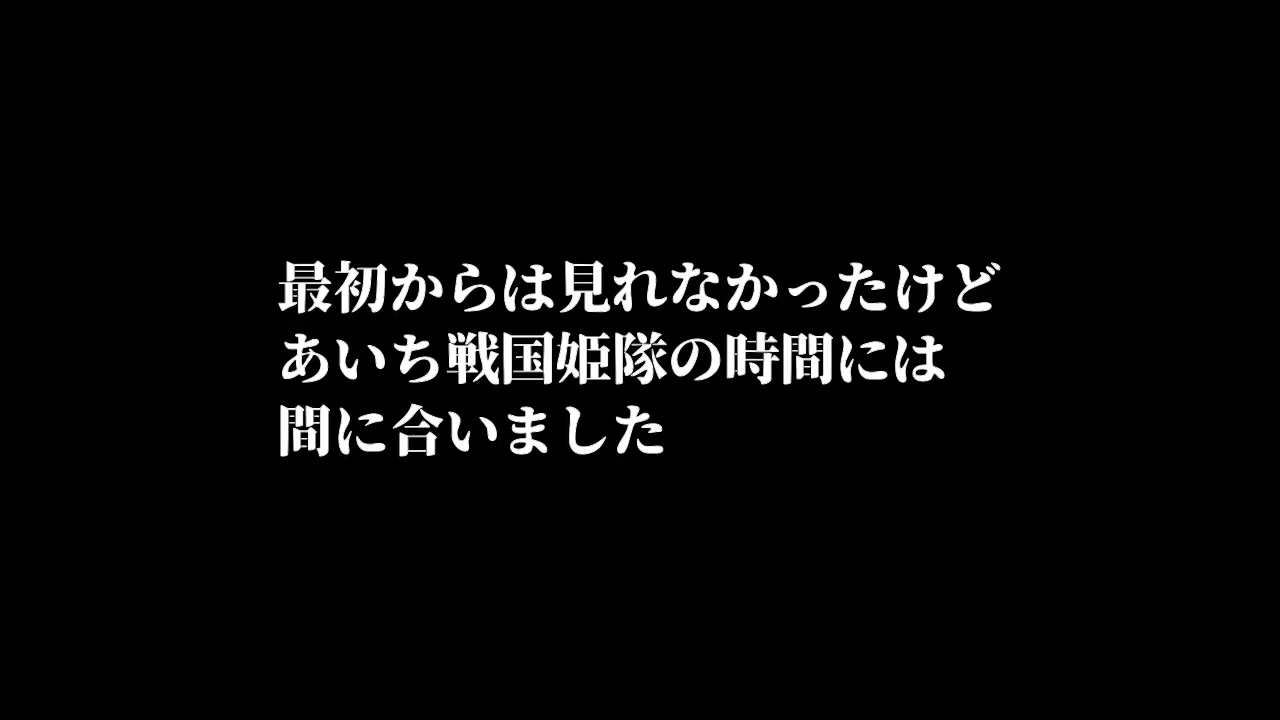 最初からは見れなかったけど
あいち戦国姫隊の時間には
間に合いました